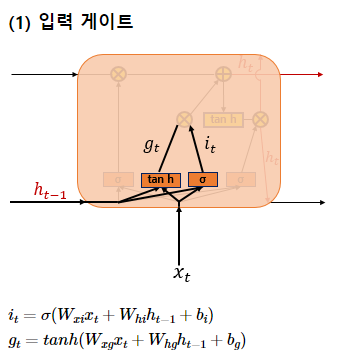 (1) 입력 게이트
h_t
g_t
i_t
tan h
h_t
h_{t-1}
σ
tan h
σ
σ
x_t
i_t = σ(W_{xi}x_t + W_{hi}h_{t-1} + b_i)
g_t = tanh(W_{xg}x_t + W_{hg}h_{t-1} + b_g)